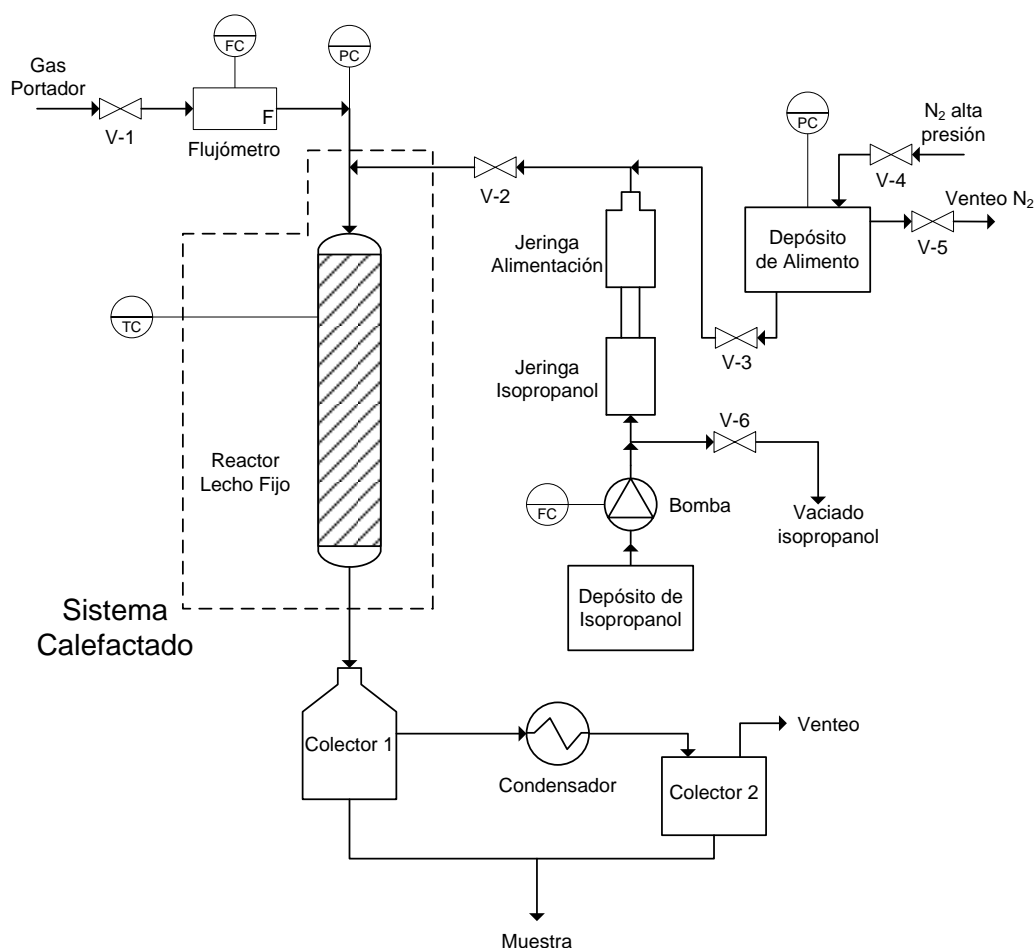 FC
PC
Gas
Portador
F
V-1
Flujómetro
PC
N2 alta
presión
V-4
Venteo N2
V-5
Depósito
de Alimento
V-2
Jeringa
Alimentación
TC
V-3
Jeringa
Isopropanol
V-6
Reactor
Lecho Fijo
FC
Bomba
Vaciado
isopropanol
Depósito de
Isopropanol
Sistema
Calefactado
Colector 1
Condensador
Venteo
Colector 2
Muestra